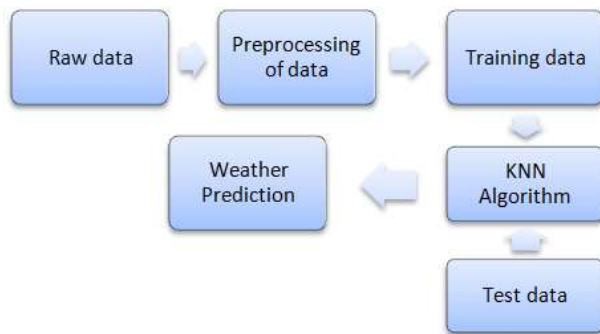 Raw data
Preprocessing
of data
Training data
Weather
Prediction
KNN
Algorithm
Test data